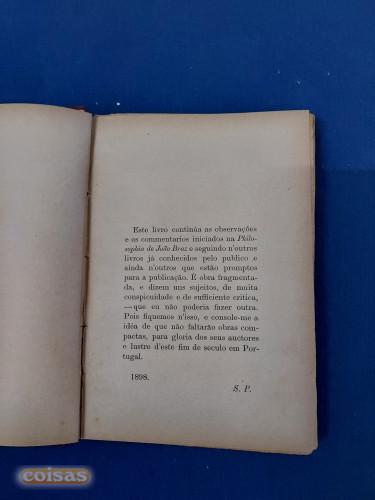 Este livro continúa as observações
e os commentarios iniciados na Philo-
sophia de João Braz e seguindo n'outros
livros já conhecidos pelo publico e
ainda n'outros que estão promptos
para a publicação. É obra fragmenta-
da, e dizem uns sujeitos, de muita
conspicuidade e de sufficiente critica,
—que eu não poderia fazer outra.
Pois fiquemos n'isso, e console-me a
idéa de que não faltarão obras com-
pactas, para gloria dos seus auctores
e lustre d'este fim de seculo em Por-
tugal.
1898.
S. P.
coisas